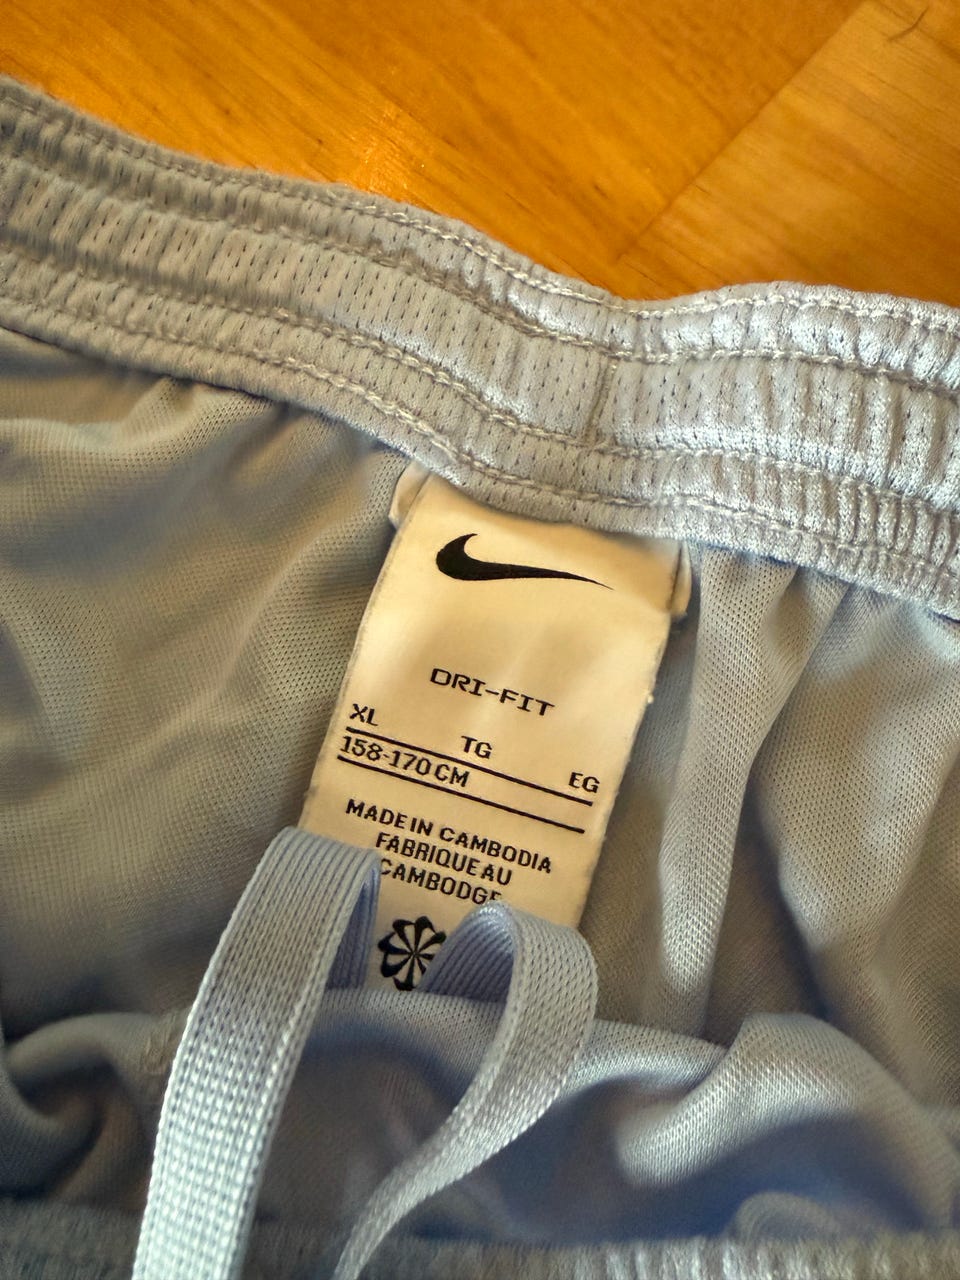 DRI-FIT
XL TG EG
158-170 CM
MADE IN CAMBODIA
FABRIQUE AU
CAMBODGE